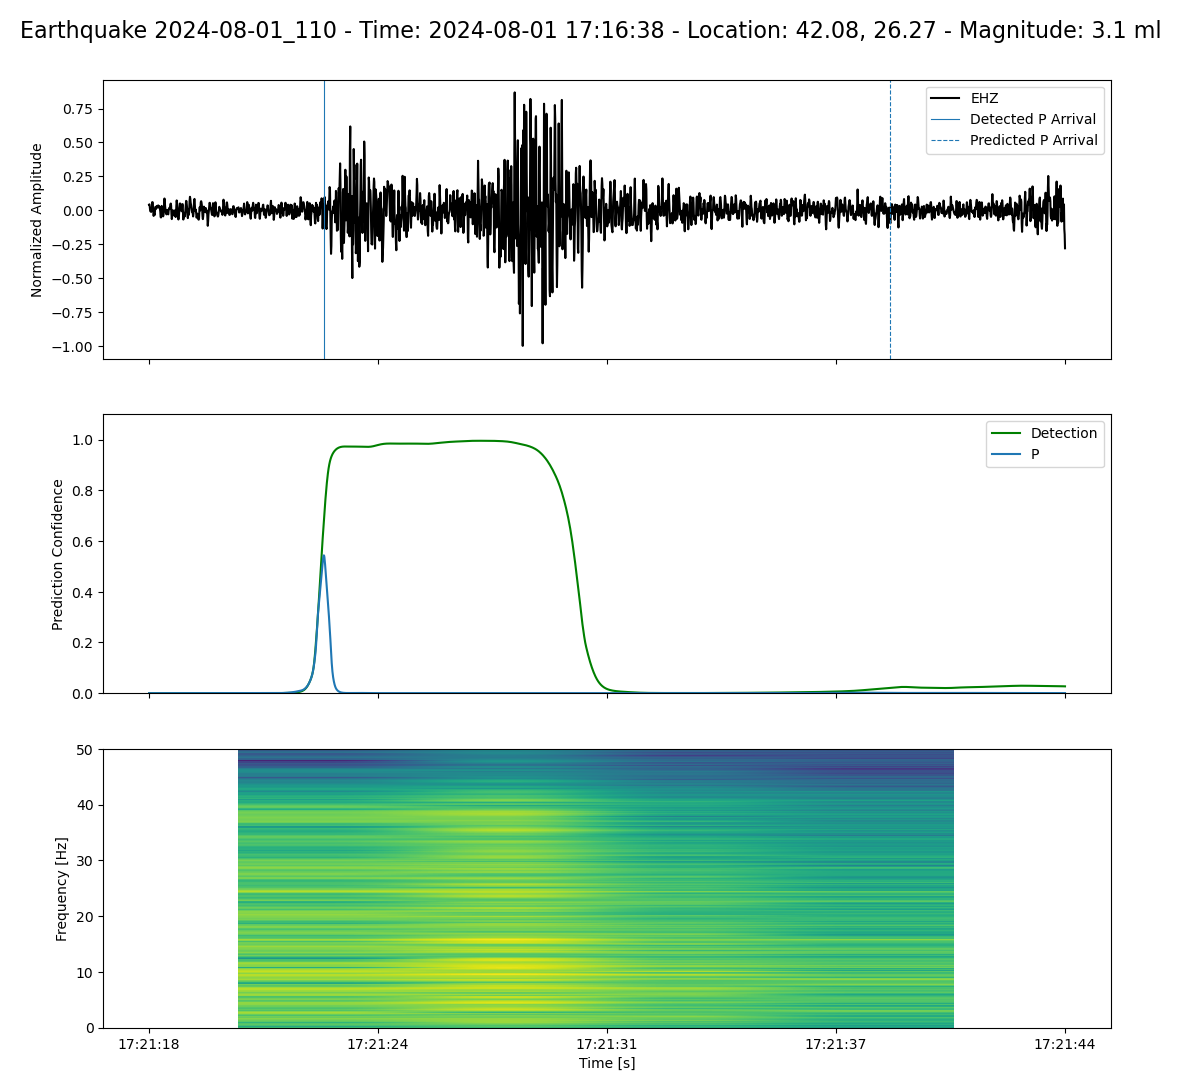 Earthquake 2024-08-01_110 - Time: 2024-08-01 17:16:38 - Location: 42.08, 26.27 - Magnitude: 3.1 ml
Normalized Amplitude
0.75
0.50
0.25
0.00
−0.25
−0.50
−0.75
−1.00
EHZ
Detected P Arrival
Predicted P Arrival
Prediction Confidence
1.0
0.8
0.6
0.4
0.2
0.0
Detection
P
Frequency [Hz]
50
40
30
20
10
0
17:21:18
17:21:24
17:21:31
17:21:37
17:21:44
Time [s]